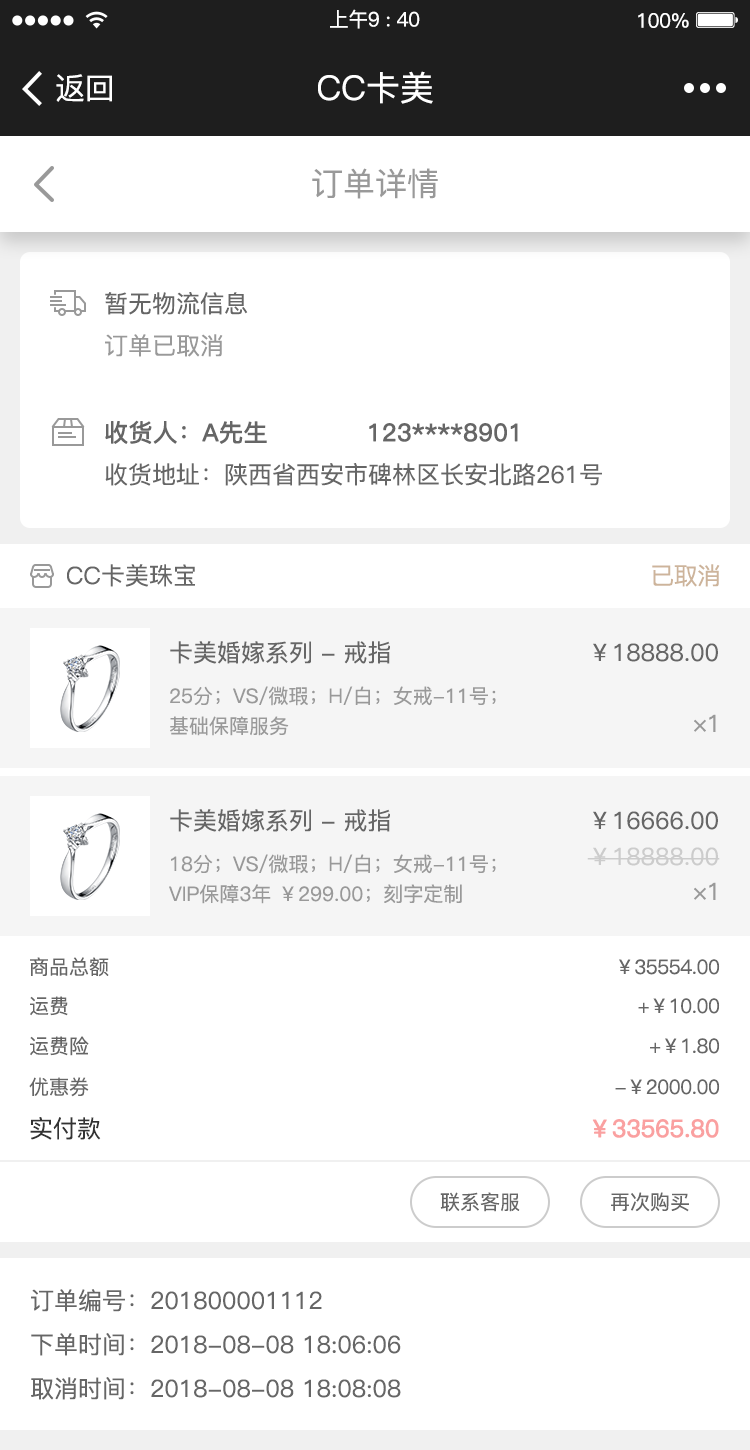 上午9 : 40
100%
返回
CC卡美
订单详情
暂无物流信息
订单已取消
收货人：A先生 123****8901
收货地址：陕西省西安市碑林区长安北路261号
CC卡美珠宝 已取消
卡美婚嫁系列 – 戒指 ¥18888.00
25分；VS/微瑕；H/白；女戒–11号；
基础保障服务 ×1
卡美婚嫁系列 – 戒指 ¥16666.00
¥18888.00
18分；VS/微瑕；H/白；女戒–11号；
VIP保障3年 ¥299.00；刻字定制 ×1
商品总额 ¥35554.00
运费 +¥10.00
运费险 +¥1.80
优惠券 –¥2000.00
实付款 ¥33565.80
联系客服 再次购买
订单编号：201800001112
下单时间：2018–08–08 18:06:06
取消时间：2018–08–08 18:08:08